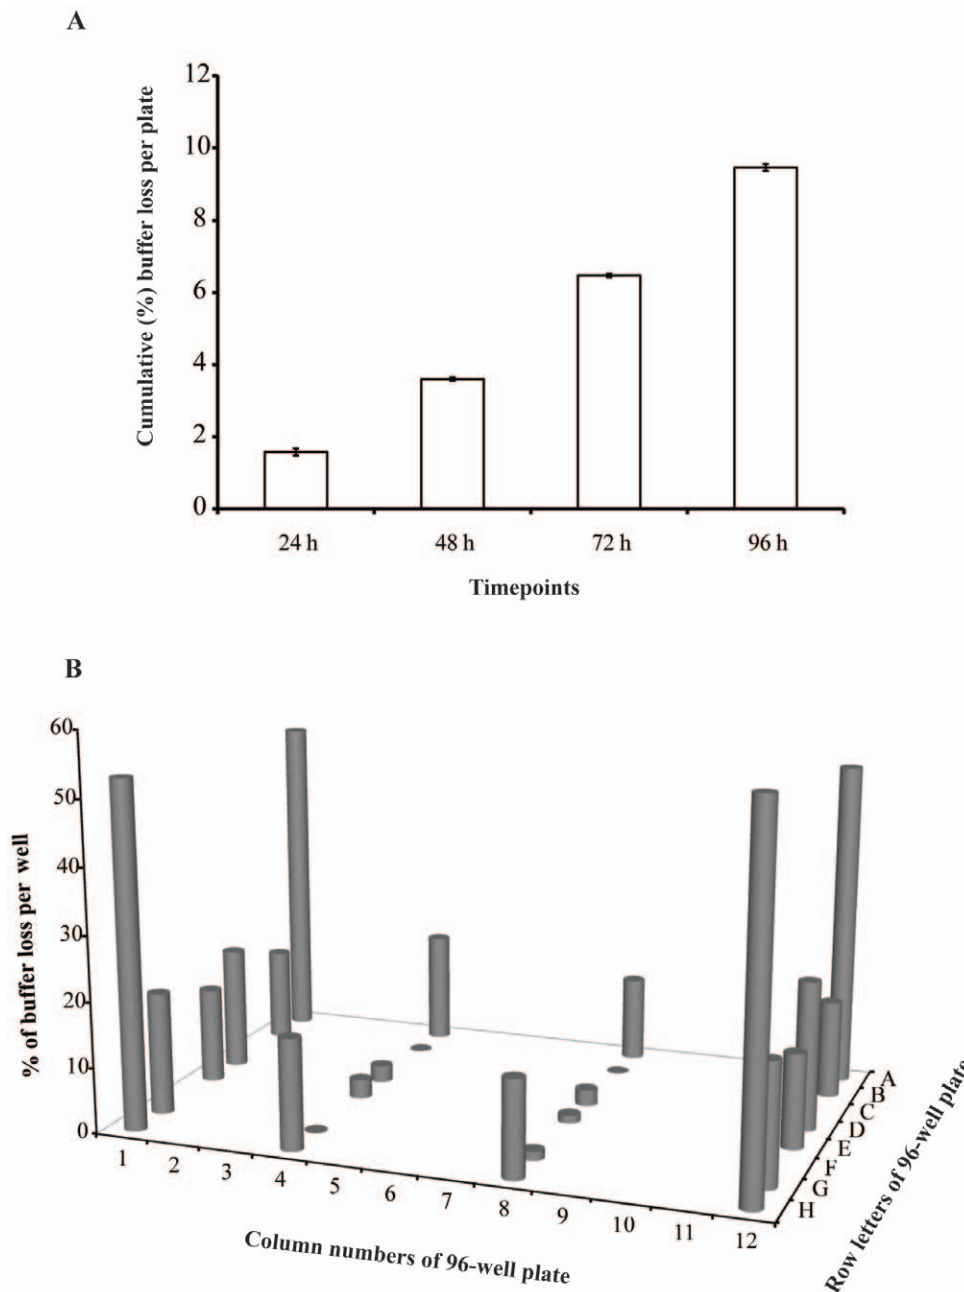 A
Cumulative (%) buffer loss per plate
12
10
8
6
4
2
0
24 h 48 h 72 h 96 h
Timepoints
B
% of buffer loss per well
60
50
40
30
20
10
0
1 2 3 4 5 6 7 8 9 10 11 12
Column numbers of 96-well plate
A
B
C
D
E
F
G
H
Row letters of 96-well plate